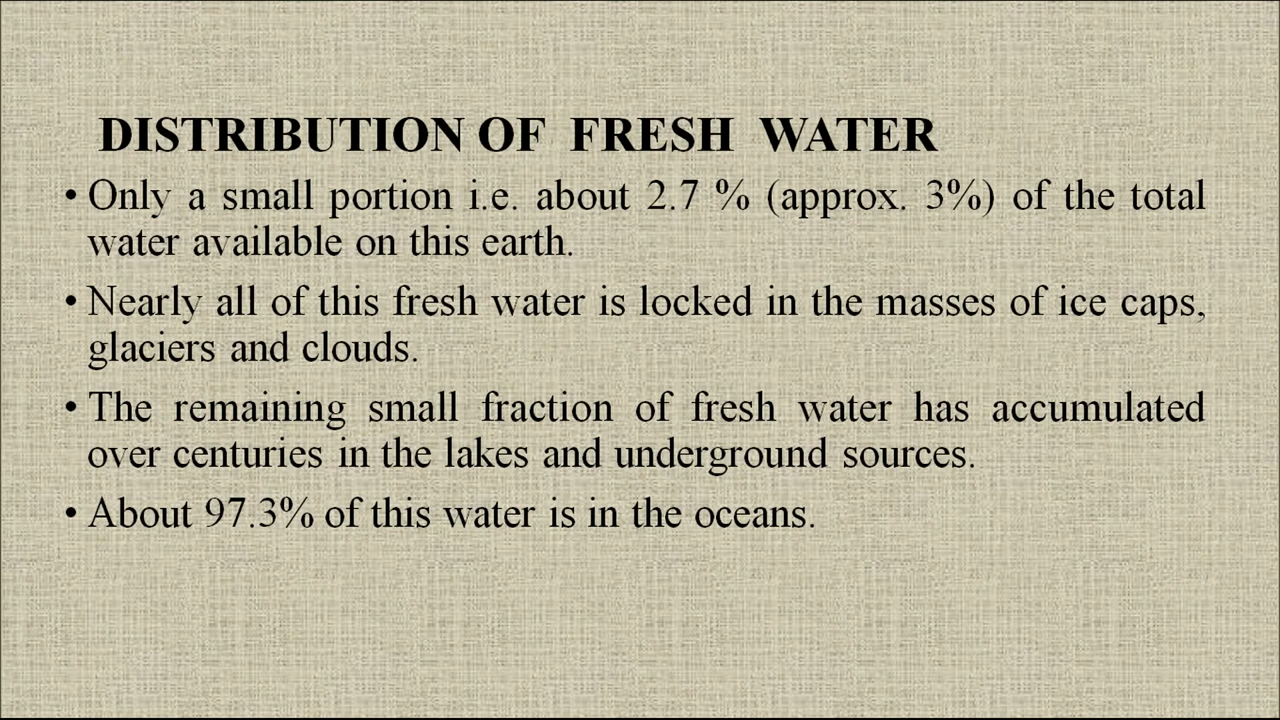 DISTRIBUTION OF FRESH WATER
• Only a small portion i.e. about 2.7 % (approx. 3%) of the total
water available on this earth.
• Nearly all of this fresh water is locked in the masses of ice caps,
glaciers and clouds.
• The remaining small fraction of fresh water has accumulated
over centuries in the lakes and underground sources.
• About 97.3% of this water is in the oceans.